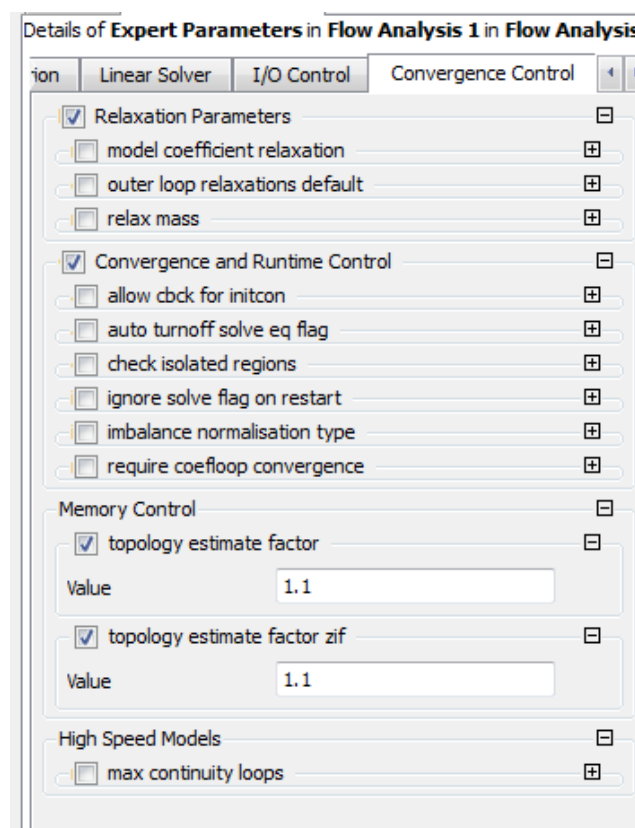 Details of Expert Parameters in Flow Analysis 1 in Flow Analysis
ion Linear Solver I/O Control Convergence Control
Relaxation Parameters
model coefficient relaxation
outer loop relaxations default
relax mass
Convergence and Runtime Control
allow cbck for initcon
auto turnoff solve eq flag
check isolated regions
ignore solve flag on restart
imbalance normalisation type
require coefloop convergence
Memory Control
topology estimate factor
Value 1.1
topology estimate factor zif
Value 1.1
High Speed Models
max continuity loops